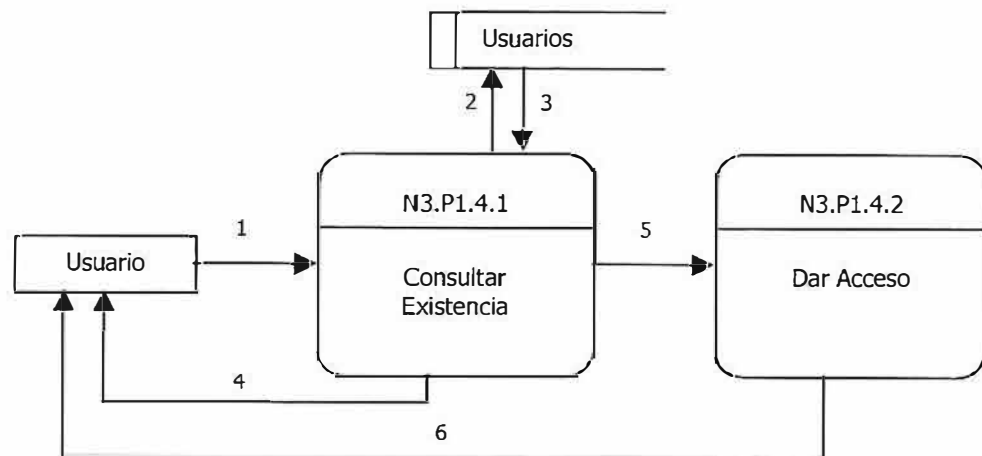 Usuarios
2
3
N3.P1.4.1
N3.P1.4.2
1
5
Usuario
Consultar
Existencia
Dar Acceso
4
6